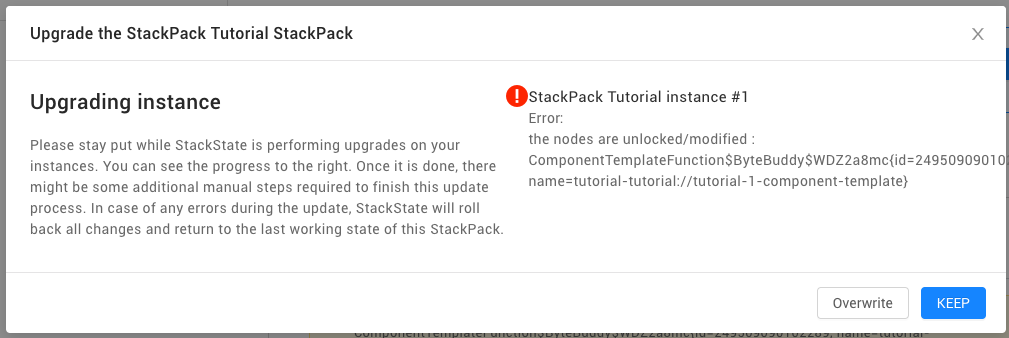 Upgrade the StackPack Tutorial StackPack
Upgrading instance
Please stay put while StackState is performing upgrades on your
instances. You can see the progress to the right. Once it is done, there
might be some additional manual steps required to finish this update
process. In case of any errors during the update, StackState will roll
back all changes and return to the last working state of this StackPack.
StackPack Tutorial instance #1
Error:
the nodes are unlocked/modified :
ComponentTemplateFunction$ByteBuddy$WDZ2a8mc{id=249509090102
name=tutorial-tutorial://tutorial-1-component-template}
Overwrite
KEEP